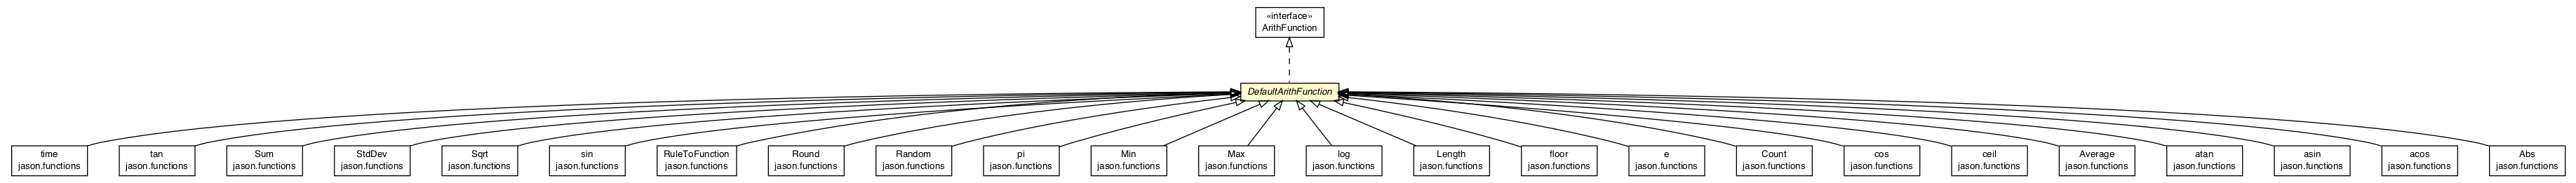 «interface»
ArithFunction
DefaultArithFunction
time
jason.functions
tan
jason.functions
Sum
jason.functions
StdDev
jason.functions
Sqrt
jason.functions
sin
jason.functions
RuleToFunction
jason.functions
Round
jason.functions
Random
jason.functions
pi
jason.functions
Min
jason.functions
Max
jason.functions
log
jason.functions
Length
jason.functions
floor
jason.functions
e
jason.functions
Count
jason.functions
cos
jason.functions
ceil
jason.functions
Average
jason.functions
atan
jason.functions
asin
jason.functions
acos
jason.functions
Abs
jason.functions